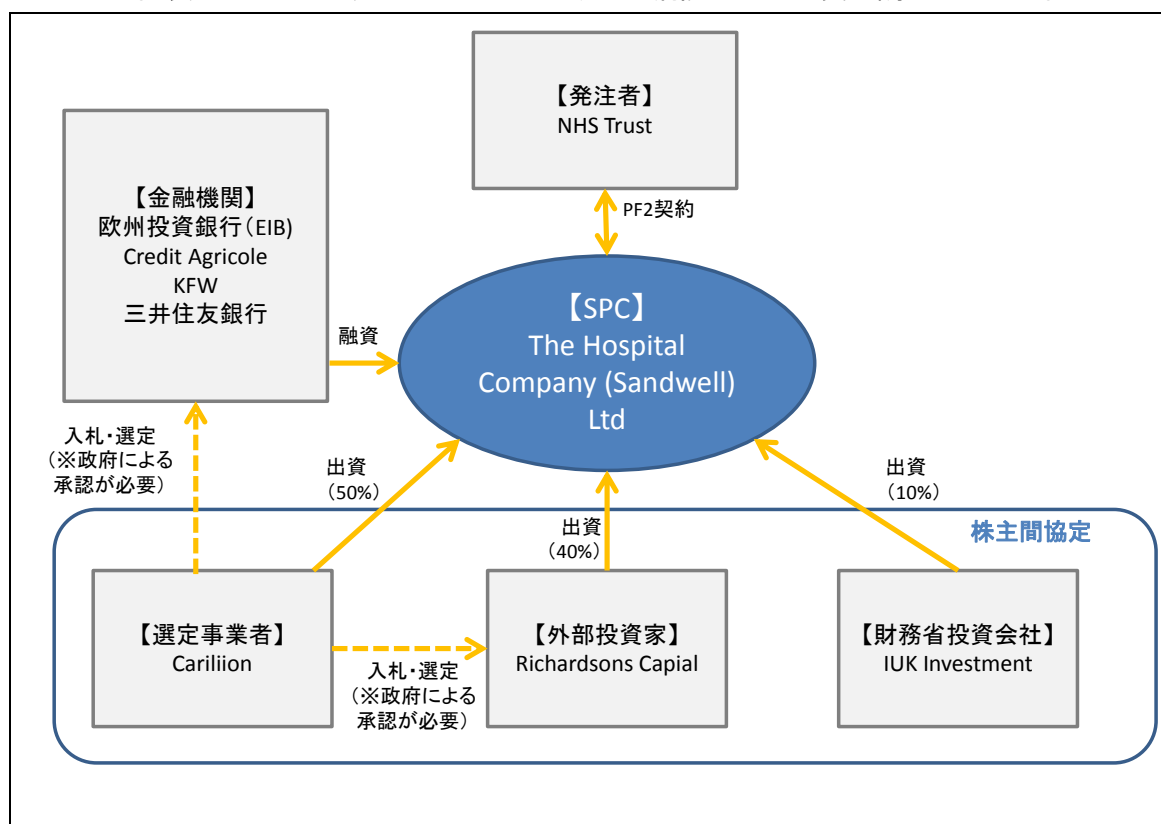 【発注者】
NHS Trust
【金融機関】
欧州投資銀行(EIB)
Credit Agricole
KFW
三井住友銀行
PF2契約
融資
【SPC】
The Hospital
Company (Sandwell)
Ltd
入札・選定
(※政府による
承認が必要)
出資
(50%)
出資
(40%)
出資
(10%)
株主間協定
【選定事業者】
Cariliion
入札・選定
(※政府による
承認が必要)
【外部投資家】
Richardsons Capial
【財務省投資会社】
IUK Investment